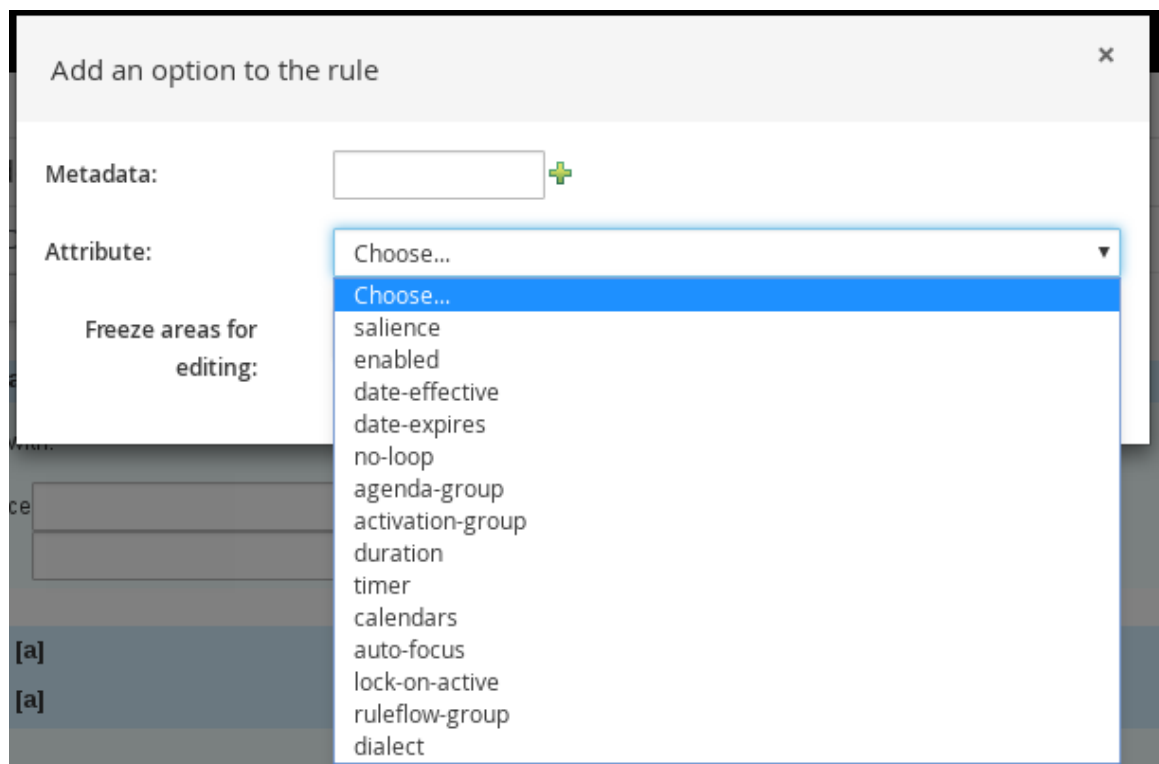 Add an option to the rule ×
Metadata:
Attribute: Choose...
Choose...
salience
Freeze areas for
editing:
enabled
date-effective
date-expires
no-loop
agenda-group
activation-group
duration
timer
calendars
auto-focus
lock-on-active
ruleflow-group
dialect
ce
[a]
[a]